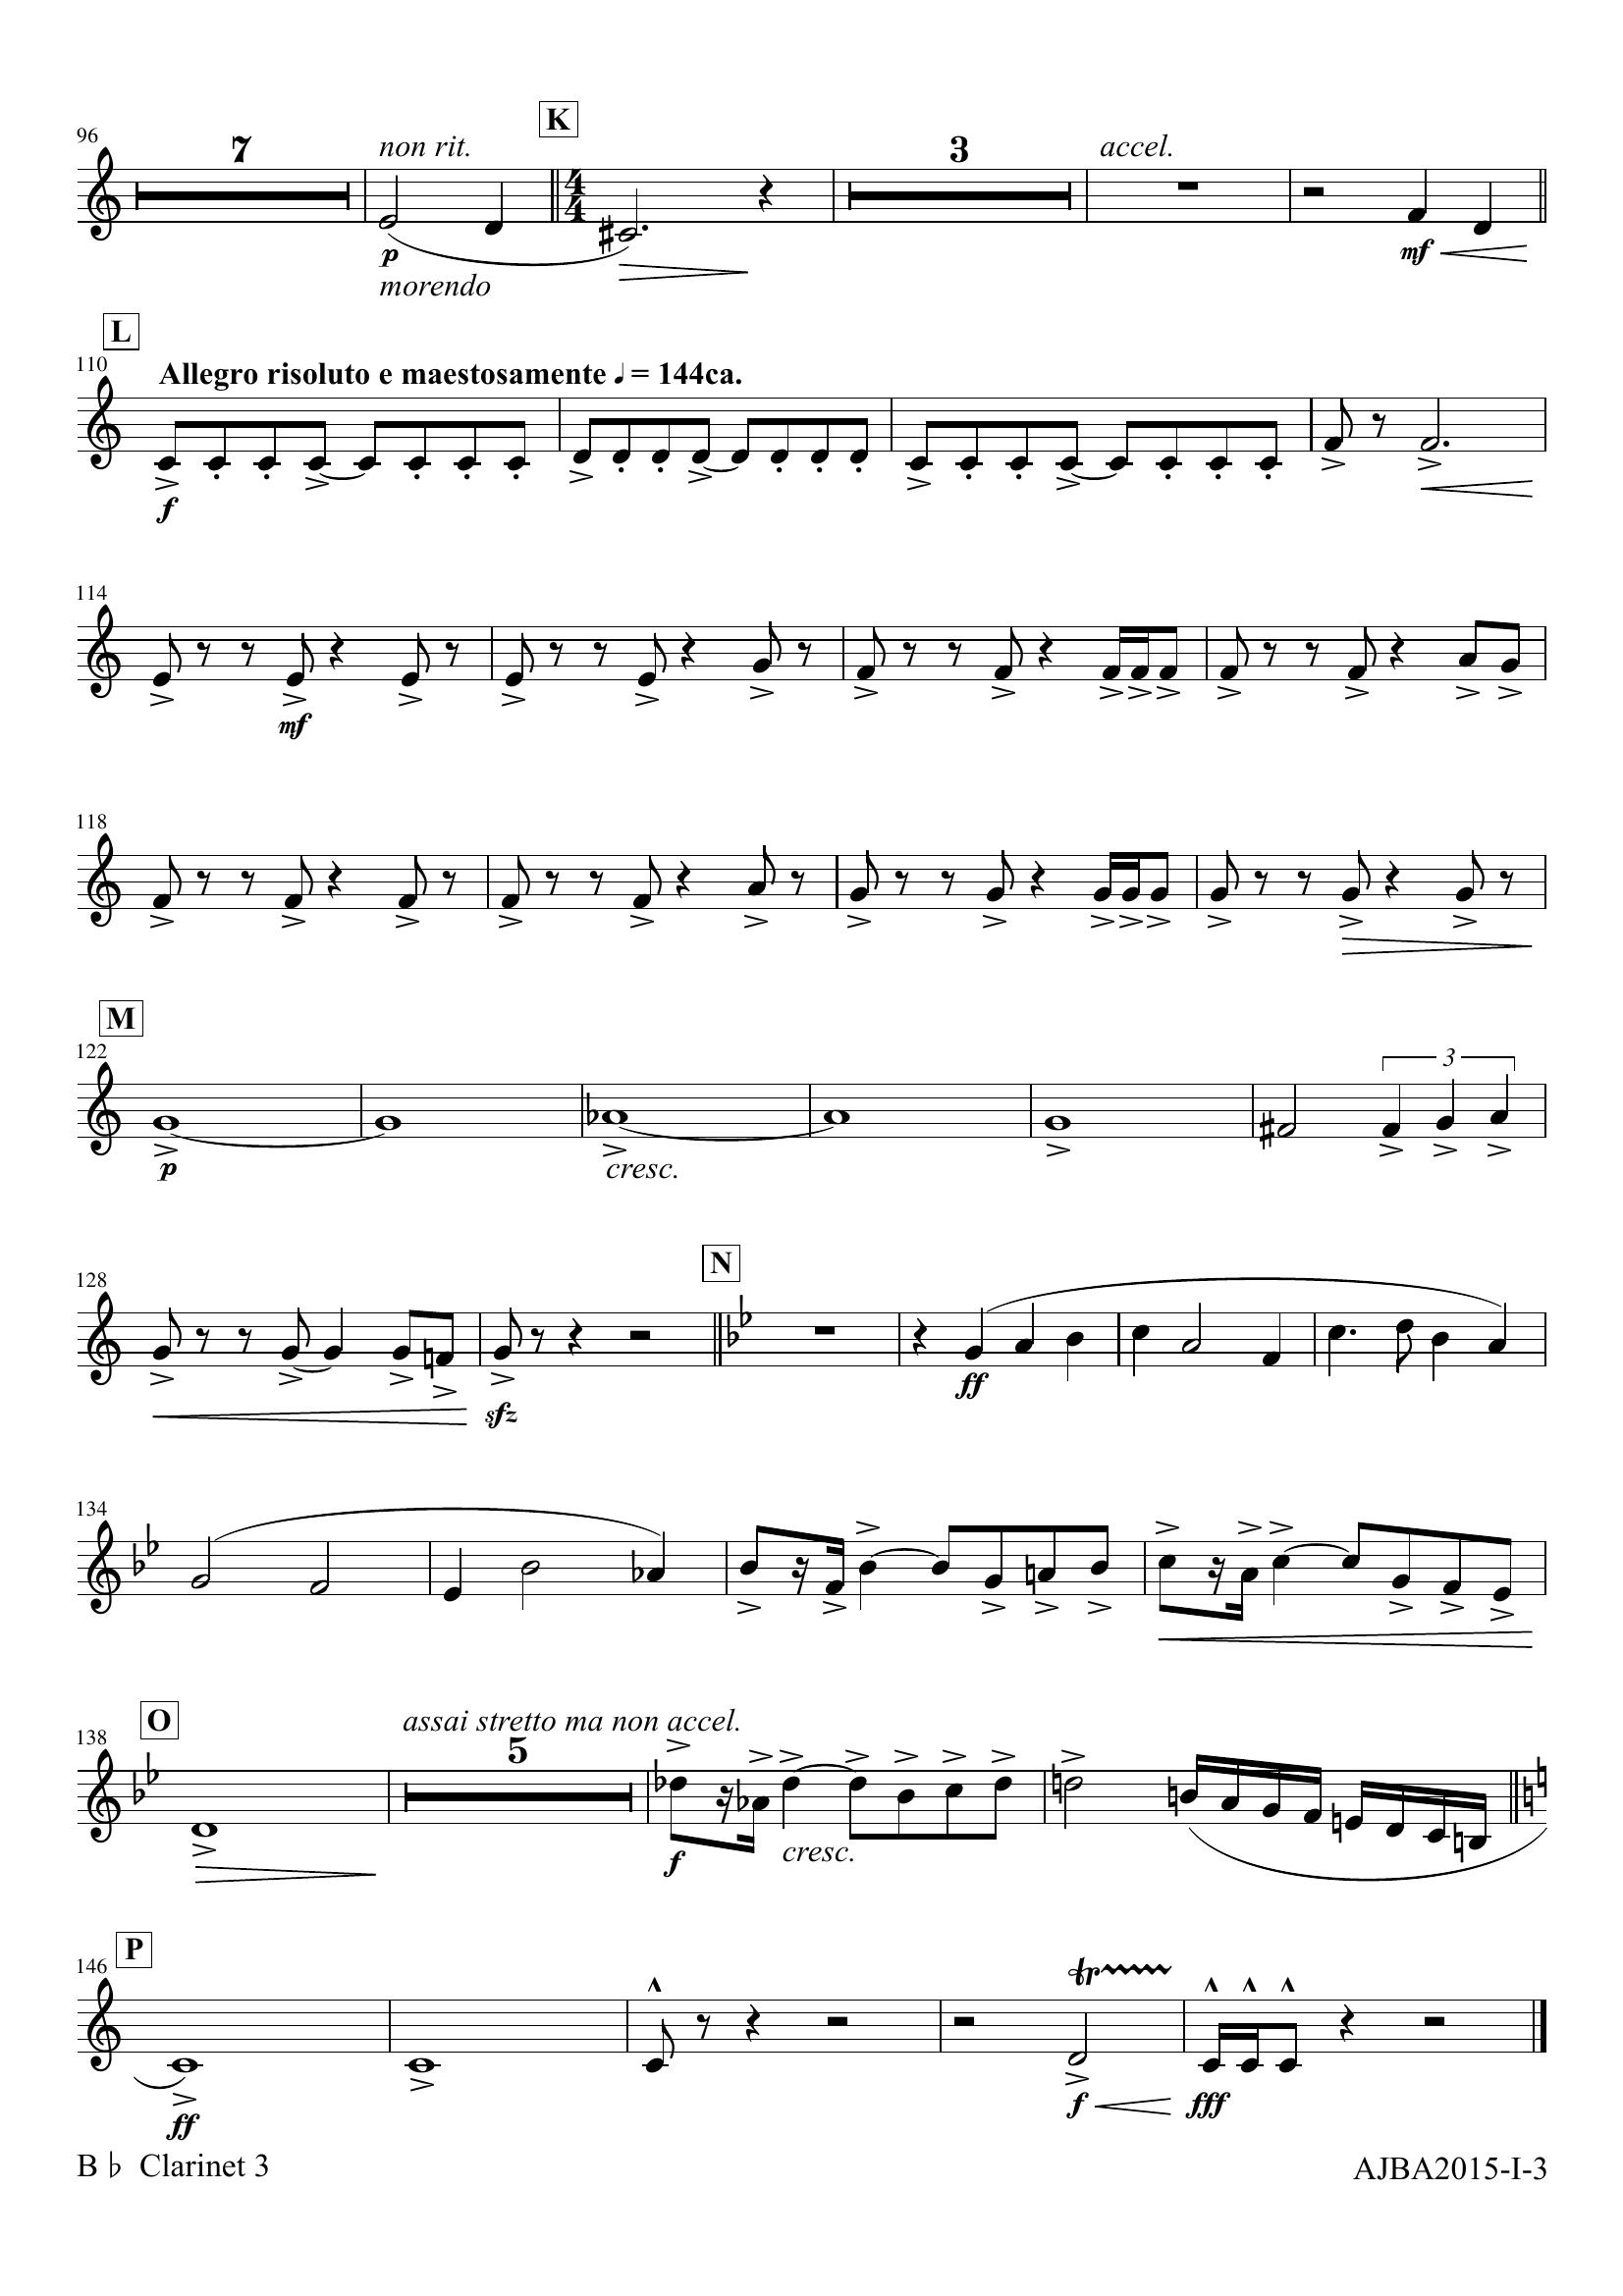 K
96
7
non rit.
3
accel.
4
4
p
mf
morendo
L
110
Allegro risoluto e maestosamente ♩ = 144ca.
f
114
mf
118
M
122
3
p
cresc.
N
128
sfz
ff
134
O
138
assai stretto ma non accel.
5
f
cresc.
P
146
tr
ff
f
fff
B♭ Clarinet 3
AJBA2015-I-3